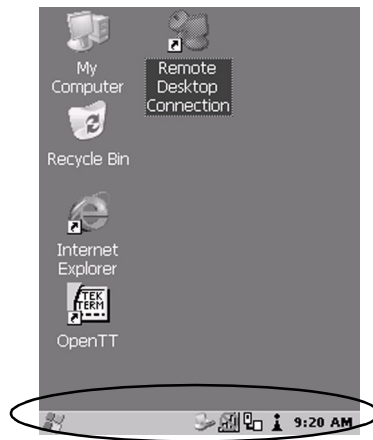 My
Computer
Remote
Desktop
Connection
Recycle Bin
Internet
Explorer
TEK
TERM
OpenTT
9:20 AM